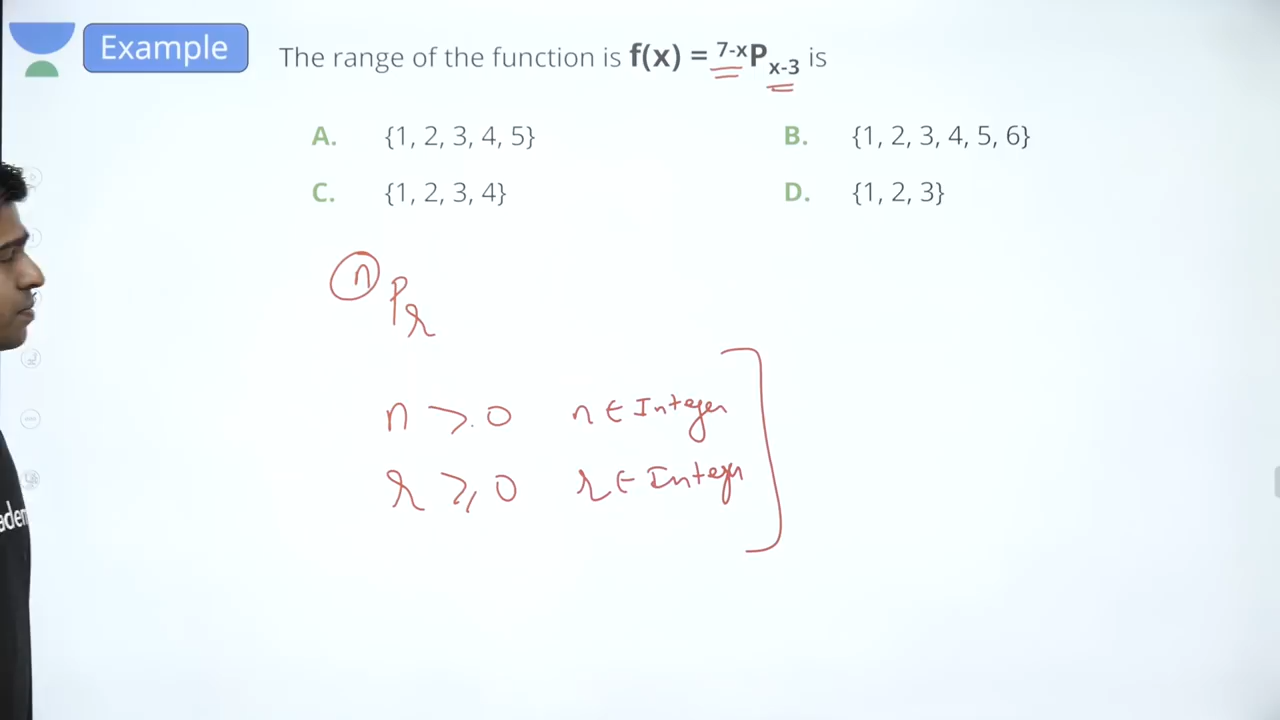 Example
The range of the function is f(x) = ⁷⁻ˣPₓ₋₃ is
A. {1, 2, 3, 4, 5}
B. {1, 2, 3, 4, 5, 6}
C. {1, 2, 3, 4}
D. {1, 2, 3}
n P r
n > 0 n ∈ Integer
r ≥ 0 r ∈ Integer
adem